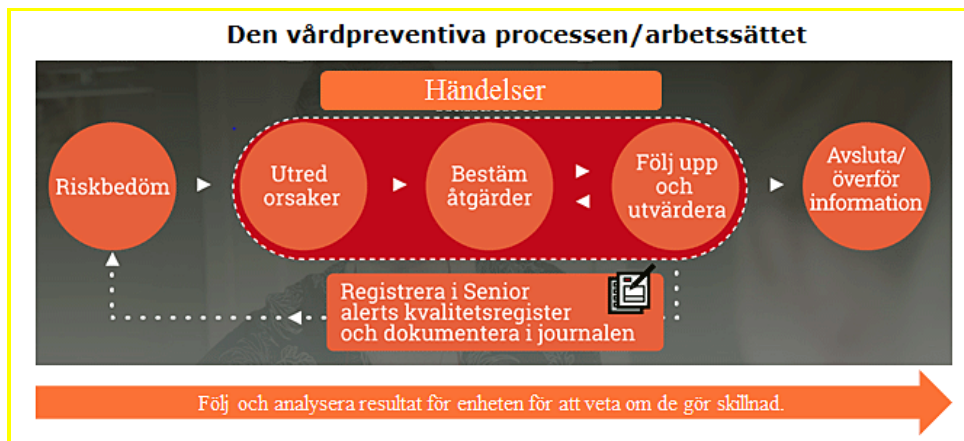 Den vårdpreventiva processen/arbetssättet
Händelser
Riskbedöm
Utred
orsaker
Bestäm
åtgärder
Följ upp
och
utvärdera
Avsluta/
överför
information
Registrera i Senior
alerts kvalitetsregister
och dokumentera i journalen
Följ och analysera resultat för enheten för att veta om de gör skillnad.